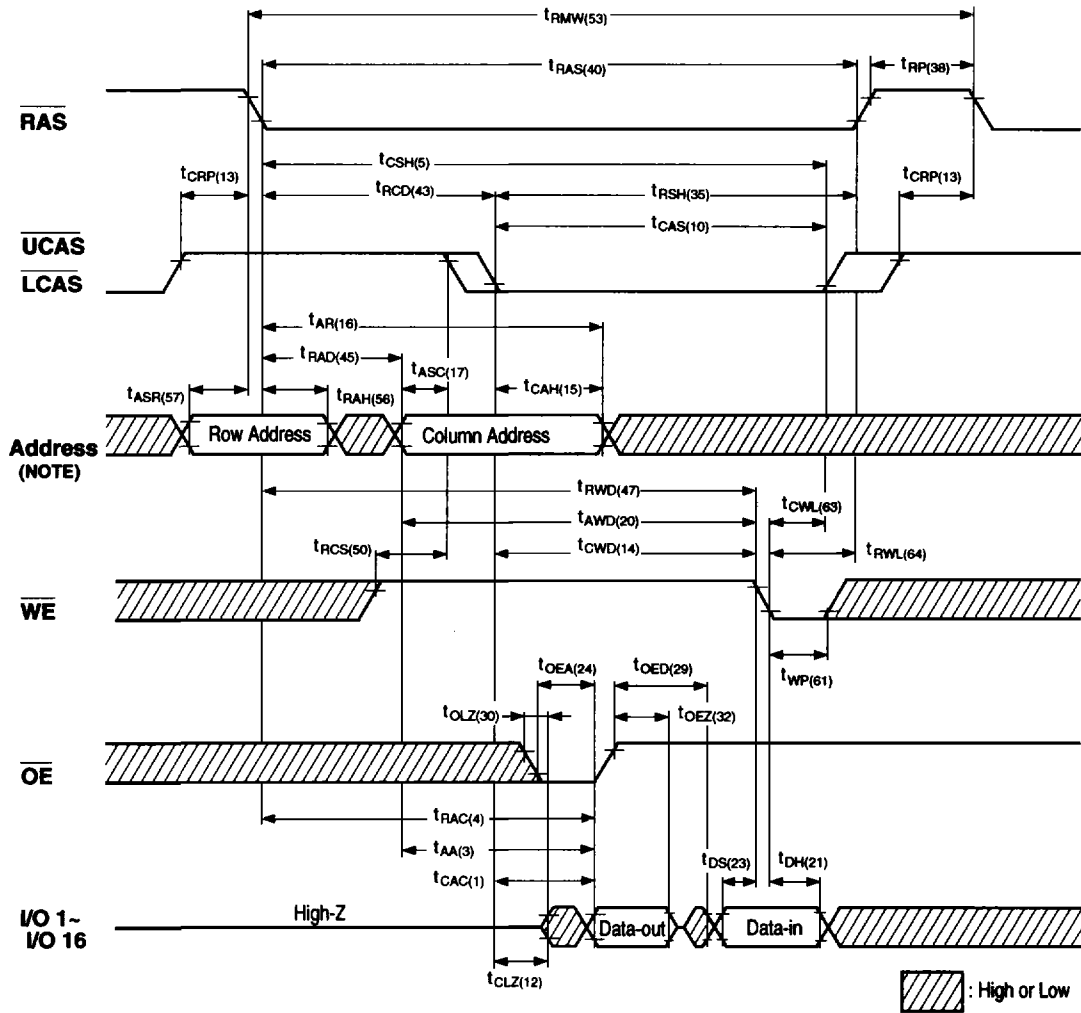 tRMW(53)
tRAS(40)
tRP(38)
RAS
tCSH(5)
tCRP(13)
tRCD(43)
tRSH(35)
tCRP(13)
tCAS(10)
UCAS
LCAS
tAR(16)
tRAD(45)
tASC(17)
tASR(57)
tRAH(56)
tCAH(15)
Row Address
Column Address
Address
(NOTE)
tRWD(47)
tCWL(63)
tAWD(20)
tRCS(50)
tCWD(14)
tRWL(64)
WE
tWP(61)
tOEA(24)
tOED(29)
tOLZ(30)
tOEZ(32)
OE
tRAC(4)
tAA(3)
tDS(23)
tDH(21)
tCAC(1)
High-Z
I/O 1~
I/O 16
Data-out
Data-in
tCLZ(12)
: High or Low